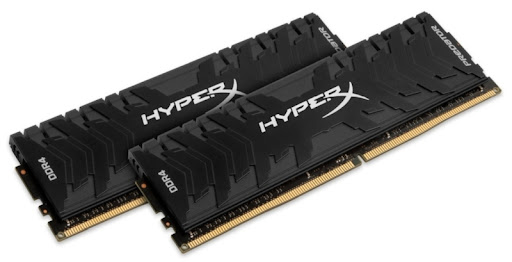 PREDATOR
HYPERX
DDR4
PREDATOR
HYPERX
DDR4